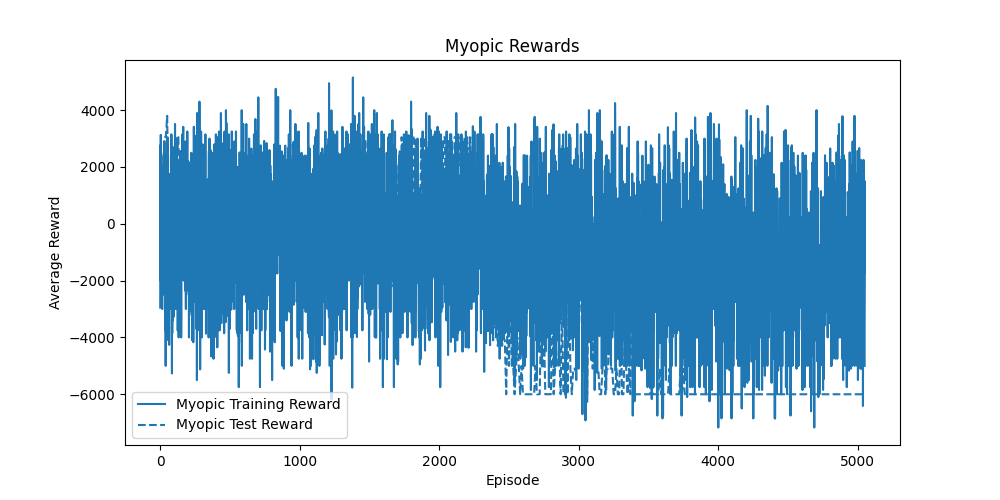 Myopic Rewards
Average Reward
4000
2000
0
−2000
−4000
−6000
Myopic Training Reward
Myopic Test Reward
0
1000
2000
3000
4000
5000
Episode